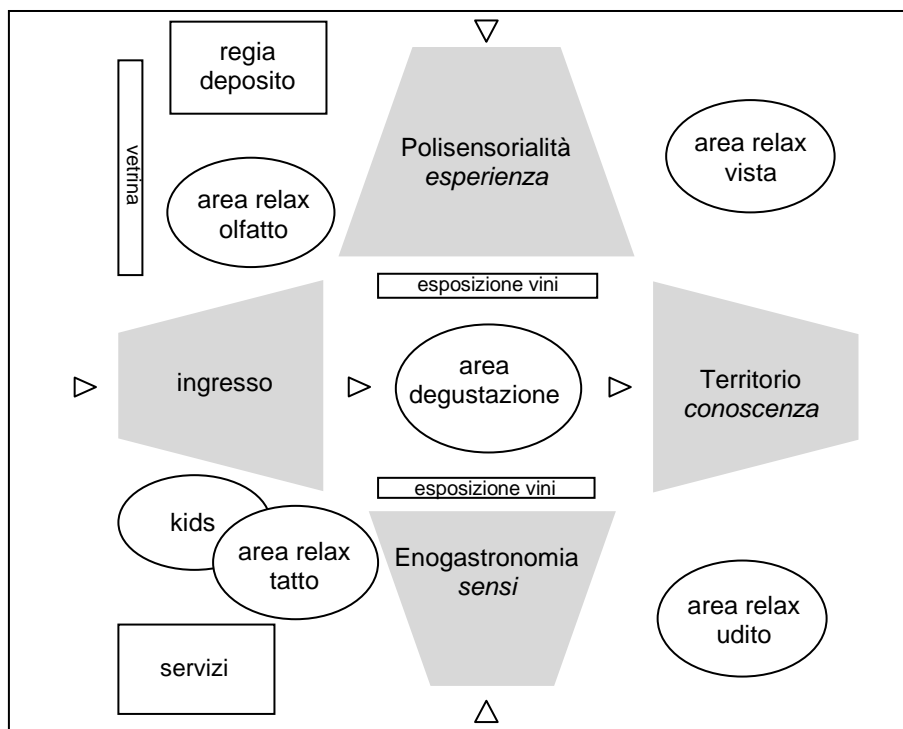 regia
deposito
vetrina
Polisensorialità
esperienza
area relax
vista
area relax
olfatto
esposizione vini
ingresso
area
degustazione
Territorio
conoscenza
esposizione vini
kids
area relax
tatto
Enogastronomia
sensi
area relax
udito
servizi